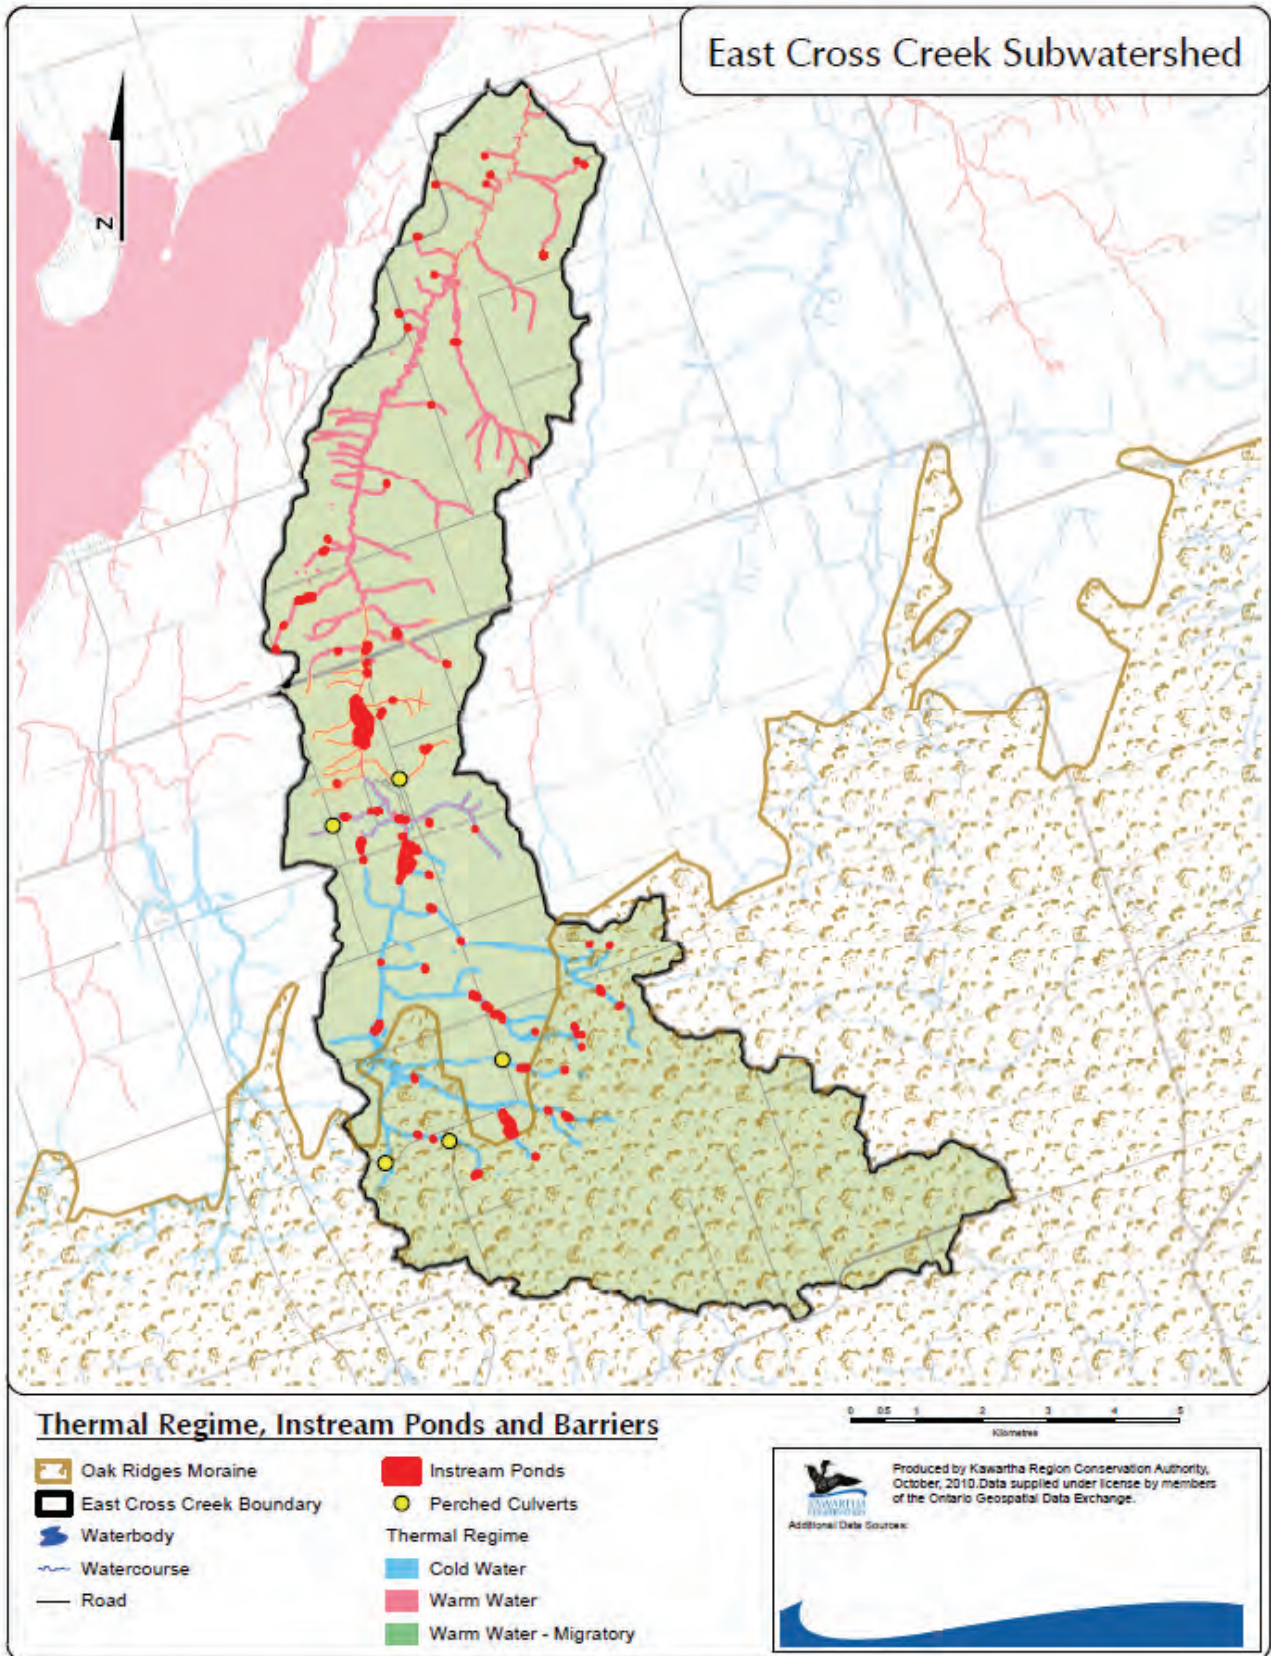 East Cross Creek Subwatershed
N
Thermal Regime, Instream Ponds and Barriers
Oak Ridges Moraine
East Cross Creek Boundary
Waterbody
Watercourse
Road
Instream Ponds
Perched Culverts
Thermal Regime
Cold Water
Warm Water
Warm Water - Migratory
0 0.5 1 2 3 4 5
Kilometres
KAWARTHA
CONSERVATION
Produced by Kawartha Region Conservation Authority,
October, 2010.Data supplied under license by members
of the Ontario Geospatial Data Exchange.
Additional Data Sources: